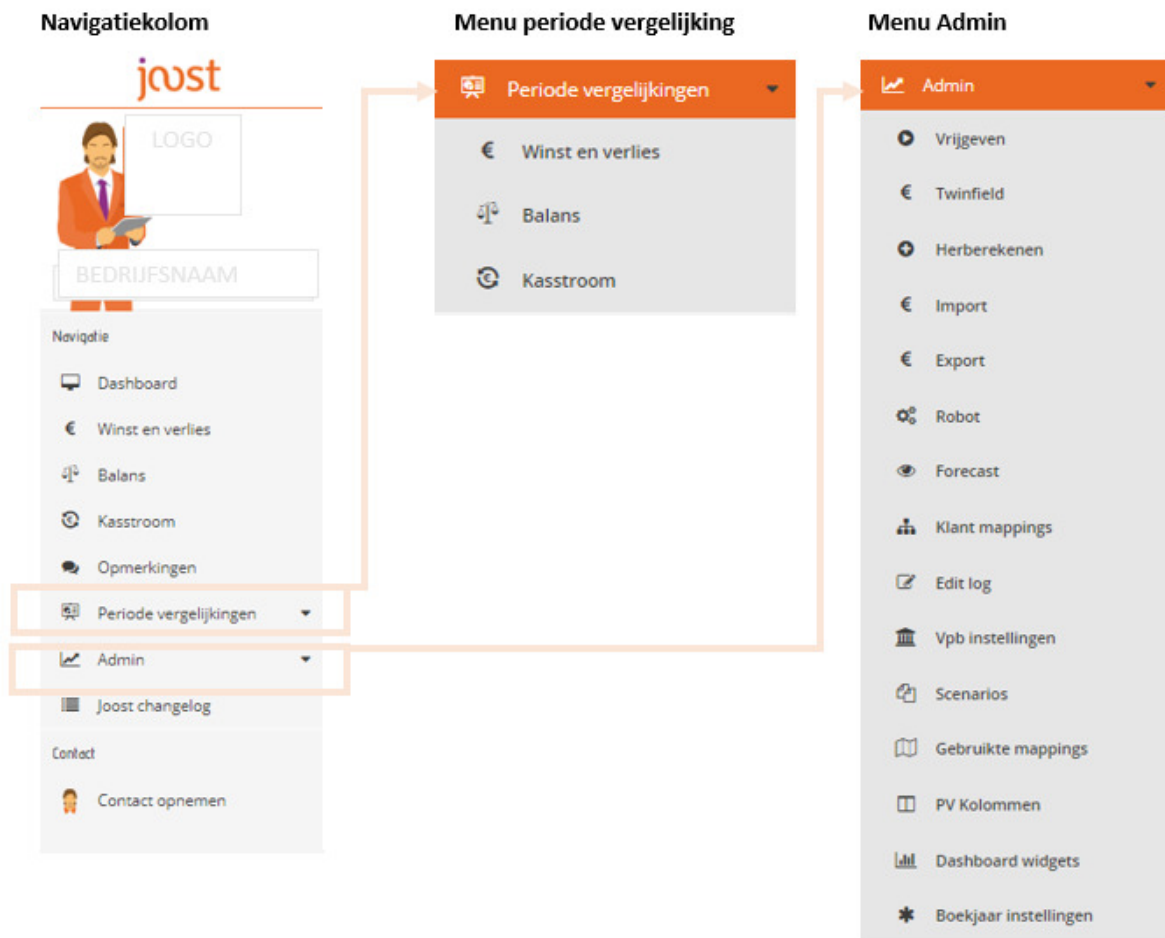 Navigatiekolom
joost
LOGO
BEDRIJFSNAAM
Navigatie
Dashboard
Winst en verlies
Balans
Kasstroom
Opmerkingen
Periode vergelijkingen
Admin
Joost changelog
Contact
Contact opnemen
Menu periode vergelijking
Periode vergelijkingen
Winst en verlies
Balans
Kasstroom
Menu Admin
Admin
Vrijgeven
Twinfield
Herberekenen
Import
Export
Robot
Forecast
Klant mappings
Edit log
Vpb instellingen
Scenarios
Gebruikte mappings
PV Kolommen
Dashboard widgets
Boekjaar instellingen